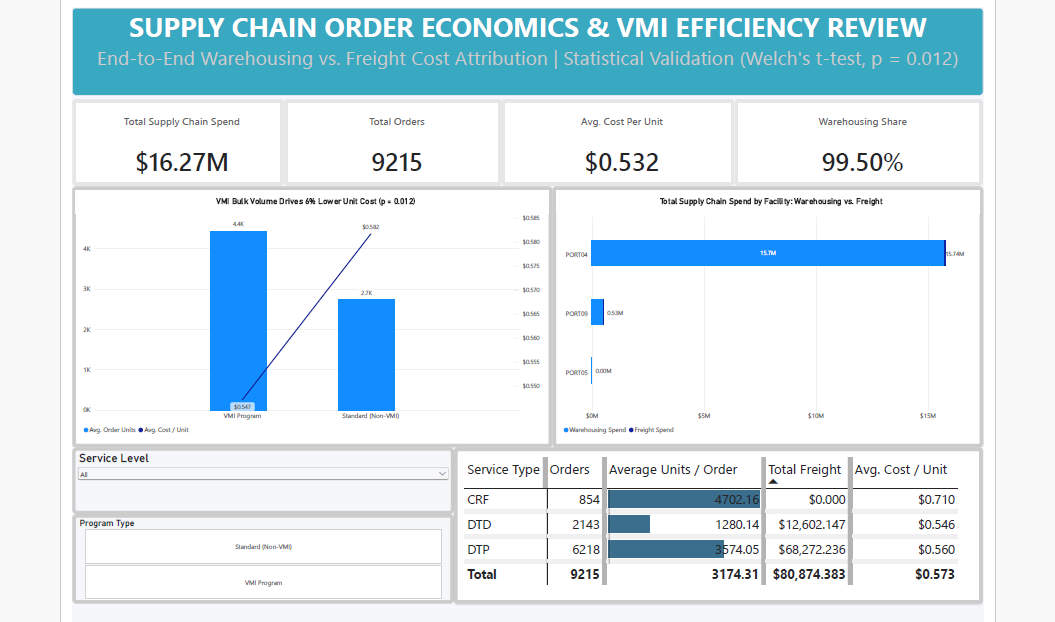 SUPPLY CHAIN ORDER ECONOMICS & VMI EFFICIENCY REVIEW
End-to-End Warehousing vs. Freight Cost Attribution | Statistical Validation (Welch's t-test, p = 0.012)
Total Supply Chain Spend
$16.27M
Total Orders
9215
Avg. Cost Per Unit
$0.532
Warehousing Share
99.50%
VMI Bulk Volume Drives 6% Lower Unit Cost (p = 0.012)
4K
3K
2K
1K
0K
4.4K
2.7K
$0.547
$0.582
$0.585
$0.580
$0.575
$0.570
$0.565
$0.560
$0.555
$0.550
VMI Program
Standard (Non-VMI)
Avg. Order Units Avg. Cost / Unit
Total Supply Chain Spend by Facility: Warehousing vs. Freight
PORT04 15.7M 15.74M
PORT09 0.53M
PORT05 0.00M
$0M $5M $10M $15M
Warehousing Spend Freight Spend
Service Level
All
Program Type
Standard (Non-VMI)
VMI Program
Service Type Orders Average Units / Order Total Freight Avg. Cost / Unit
CRF 854 4702.16 $0.000 $0.710
DTD 2143 1280.14 $12,602.147 $0.546
DTP 6218 3574.05 $68,272.236 $0.560
Total 9215 3174.31 $80,874.383 $0.573